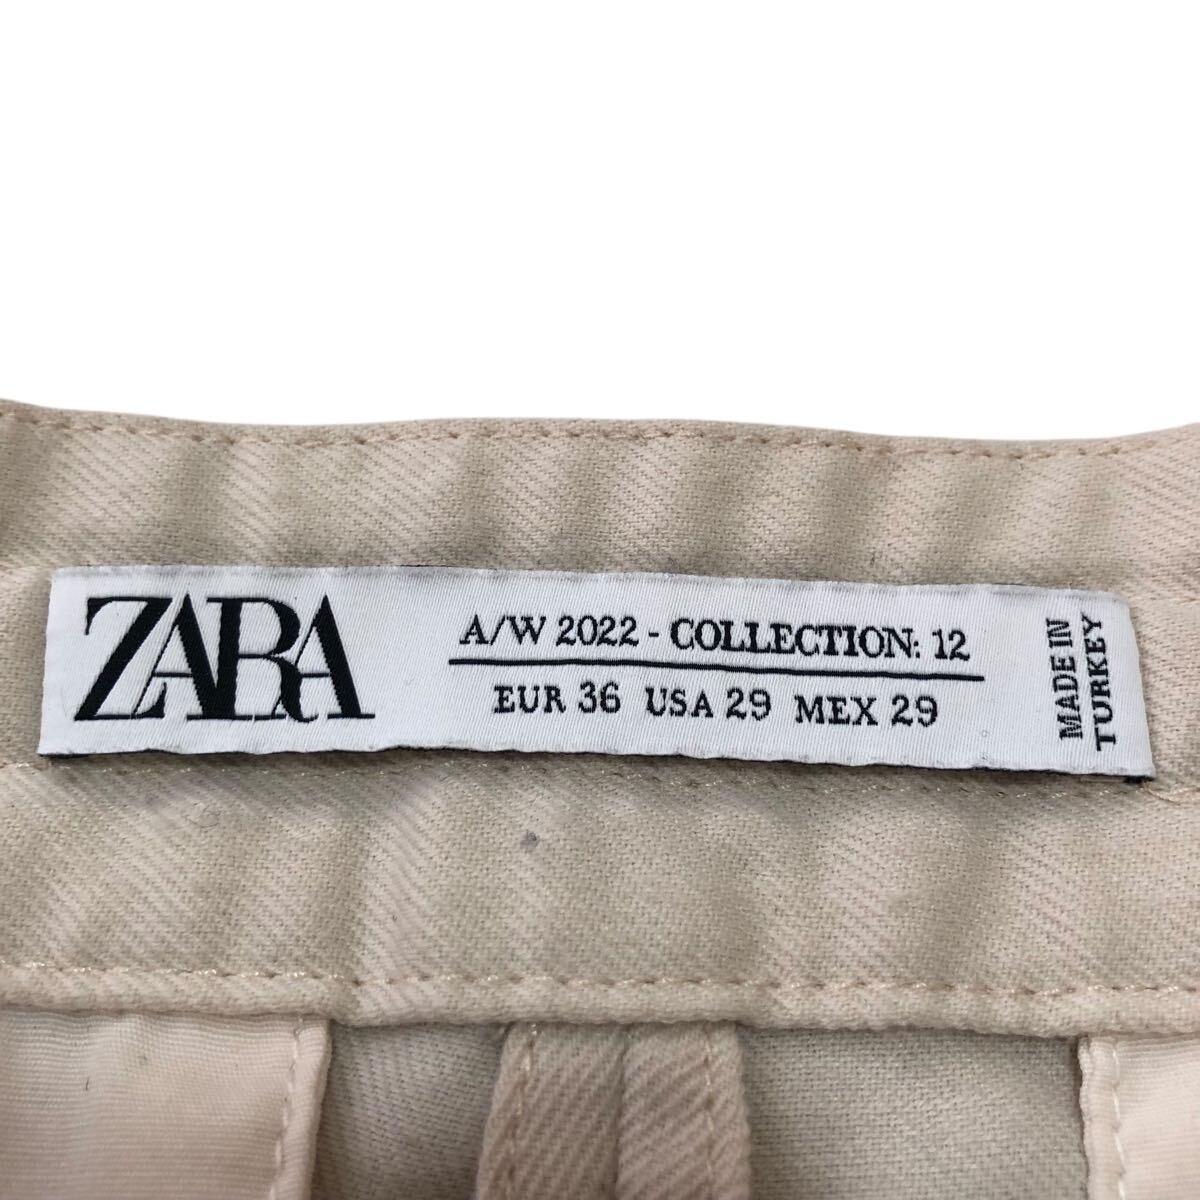 ZARA
A/W 2022 - COLLECTION: 12
EUR 36 USA 29 MEX 29
MADE IN
TURKEY